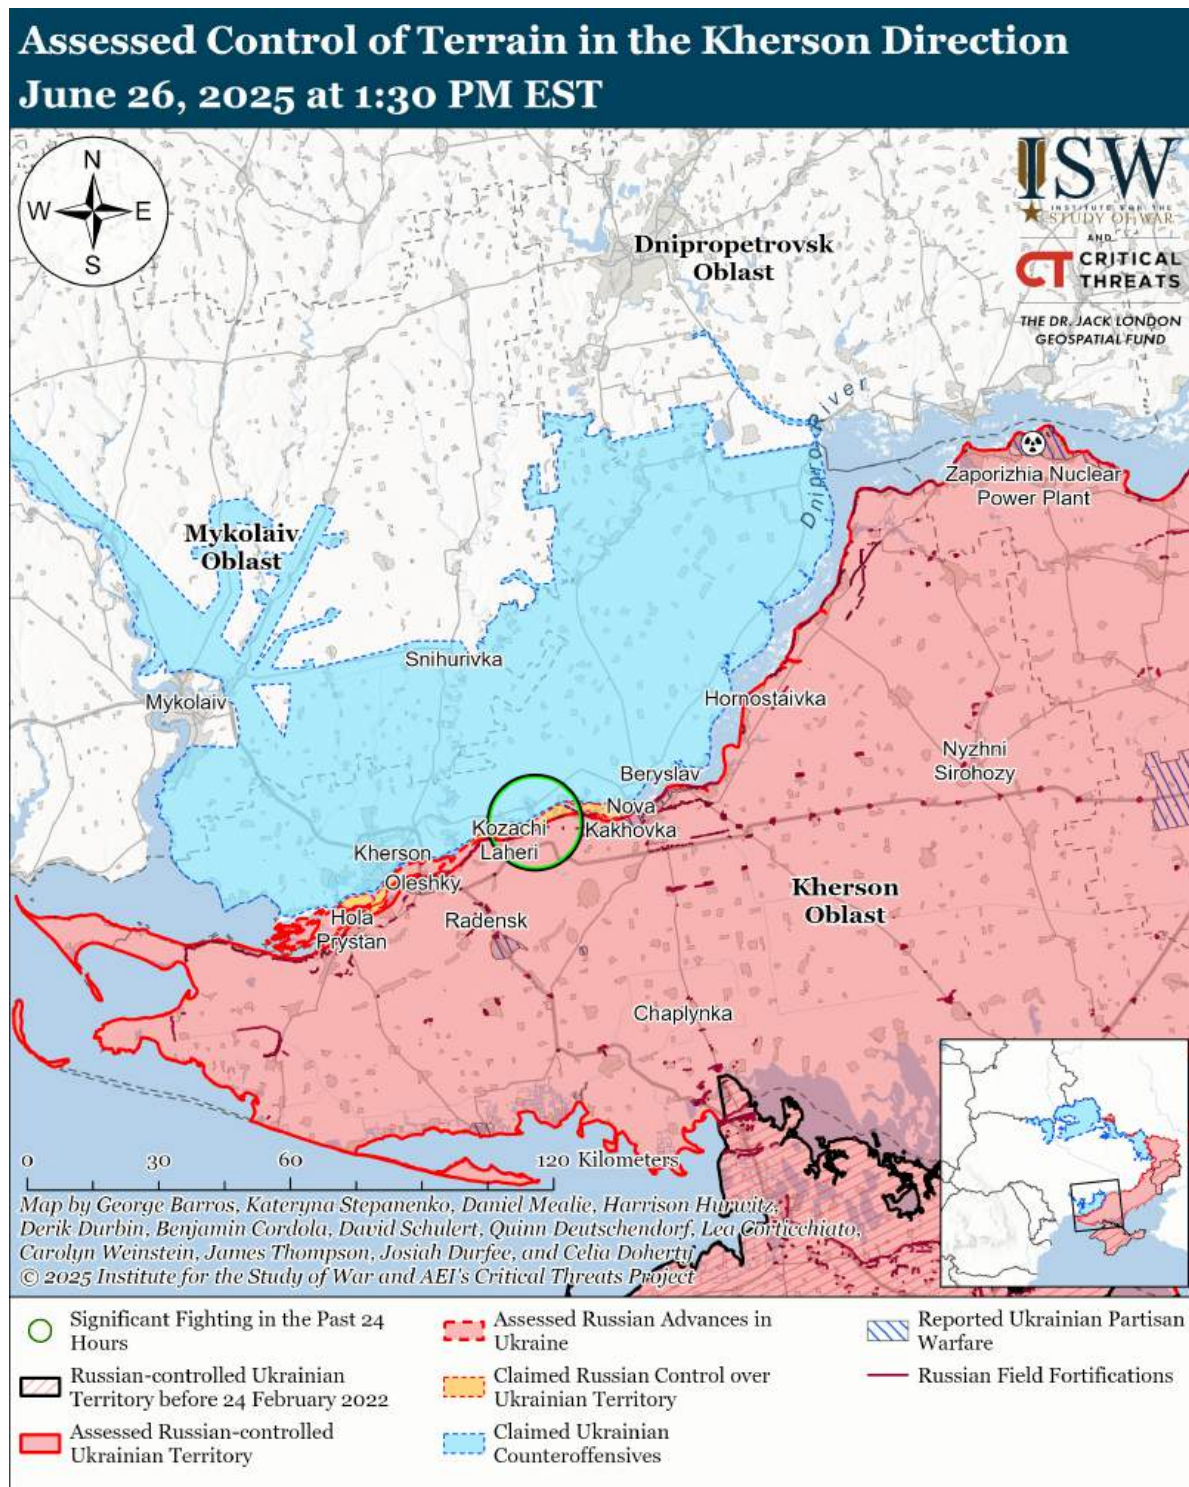 Assessed Control of Terrain in the Kherson Direction
June 26, 2025 at 1:30 PM EST
N
W
E
S
ISW
INSTITUTE FOR THE
STUDY OF WAR
AND
CT CRITICAL
THREATS
THE DR. JACK LONDON
GEOSPATIAL FUND
Dnipropetrovsk
Oblast
Dnipro River
Zaporizhia Nuclear
Power Plant
Mykolaiv
Oblast
Snihurivka
Mykolaiv
Hornostaivka
Nyzhni
Sirohozy
Beryslav
Nova
Kakhovka
Kozachi
Laheri
Kherson
Oleshky
Kherson
Oblast
Hola
Prystan
Radensk
Chaplynka
0 30 60 120 Kilometers
Map by George Barros, Kateryna Stepanenko, Daniel Mealie, Harrison Hurwitz,
Derik Durbin, Benjamin Cordola, David Schulert, Quinn Deutschendorf, Lea Corticchiato,
Carolyn Weinstein, James Thompson, Josiah Durfee, and Celia Doherty
© 2025 Institute for the Study of War and AEI's Critical Threats Project
Significant Fighting in the Past 24
Hours
Russian-controlled Ukrainian
Territory before 24 February 2022
Assessed Russian-controlled
Ukrainian Territory
Assessed Russian Advances in
Ukraine
Claimed Russian Control over
Ukrainian Territory
Claimed Ukrainian
Counteroffensives
Reported Ukrainian Partisan
Warfare
Russian Field Fortifications